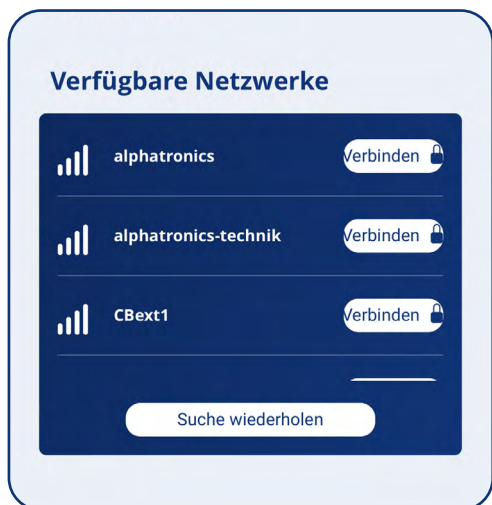 Verfügbare Netzwerke
alphatronics Verbinden
alphatronics-technik Verbinden
CBext1 Verbinden
Suche wiederholen